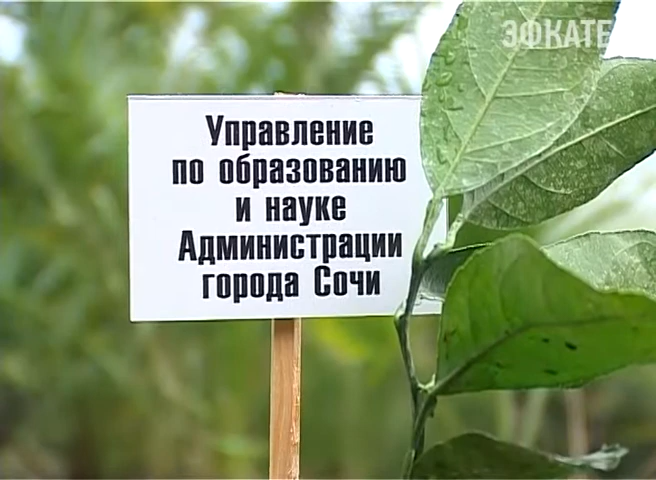 ЭФКАТЕ
Управление
по образованию
и науке
Администрации
города Сочи